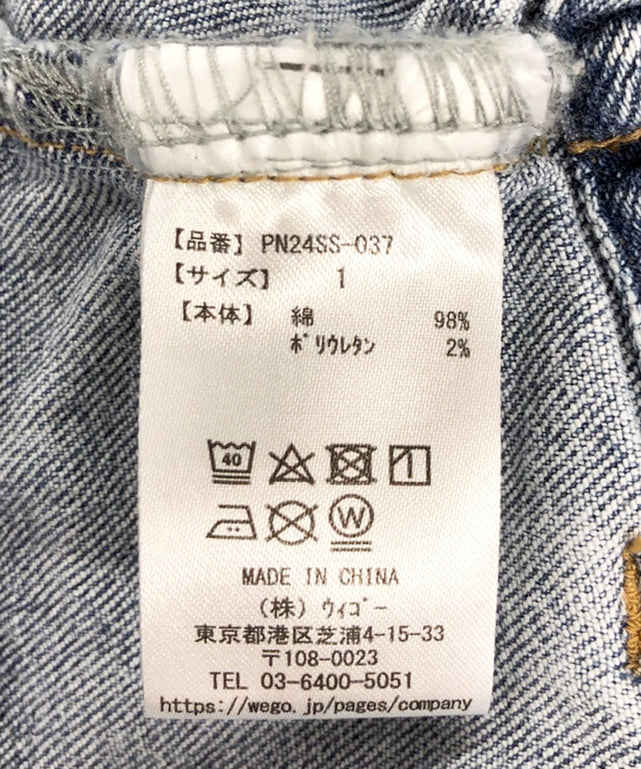 【品番】 PN24SS-037
【サイズ】 1
【本体】 綿 98%
ﾎﾟﾘｳﾚﾀﾝ 2%
40
W
MADE IN CHINA
(株) ｳｨｺﾞｰ
東京都港区芝浦4-15-33
〒108-0023
TEL 03-6400-5051
https://wego.jp/pages/company